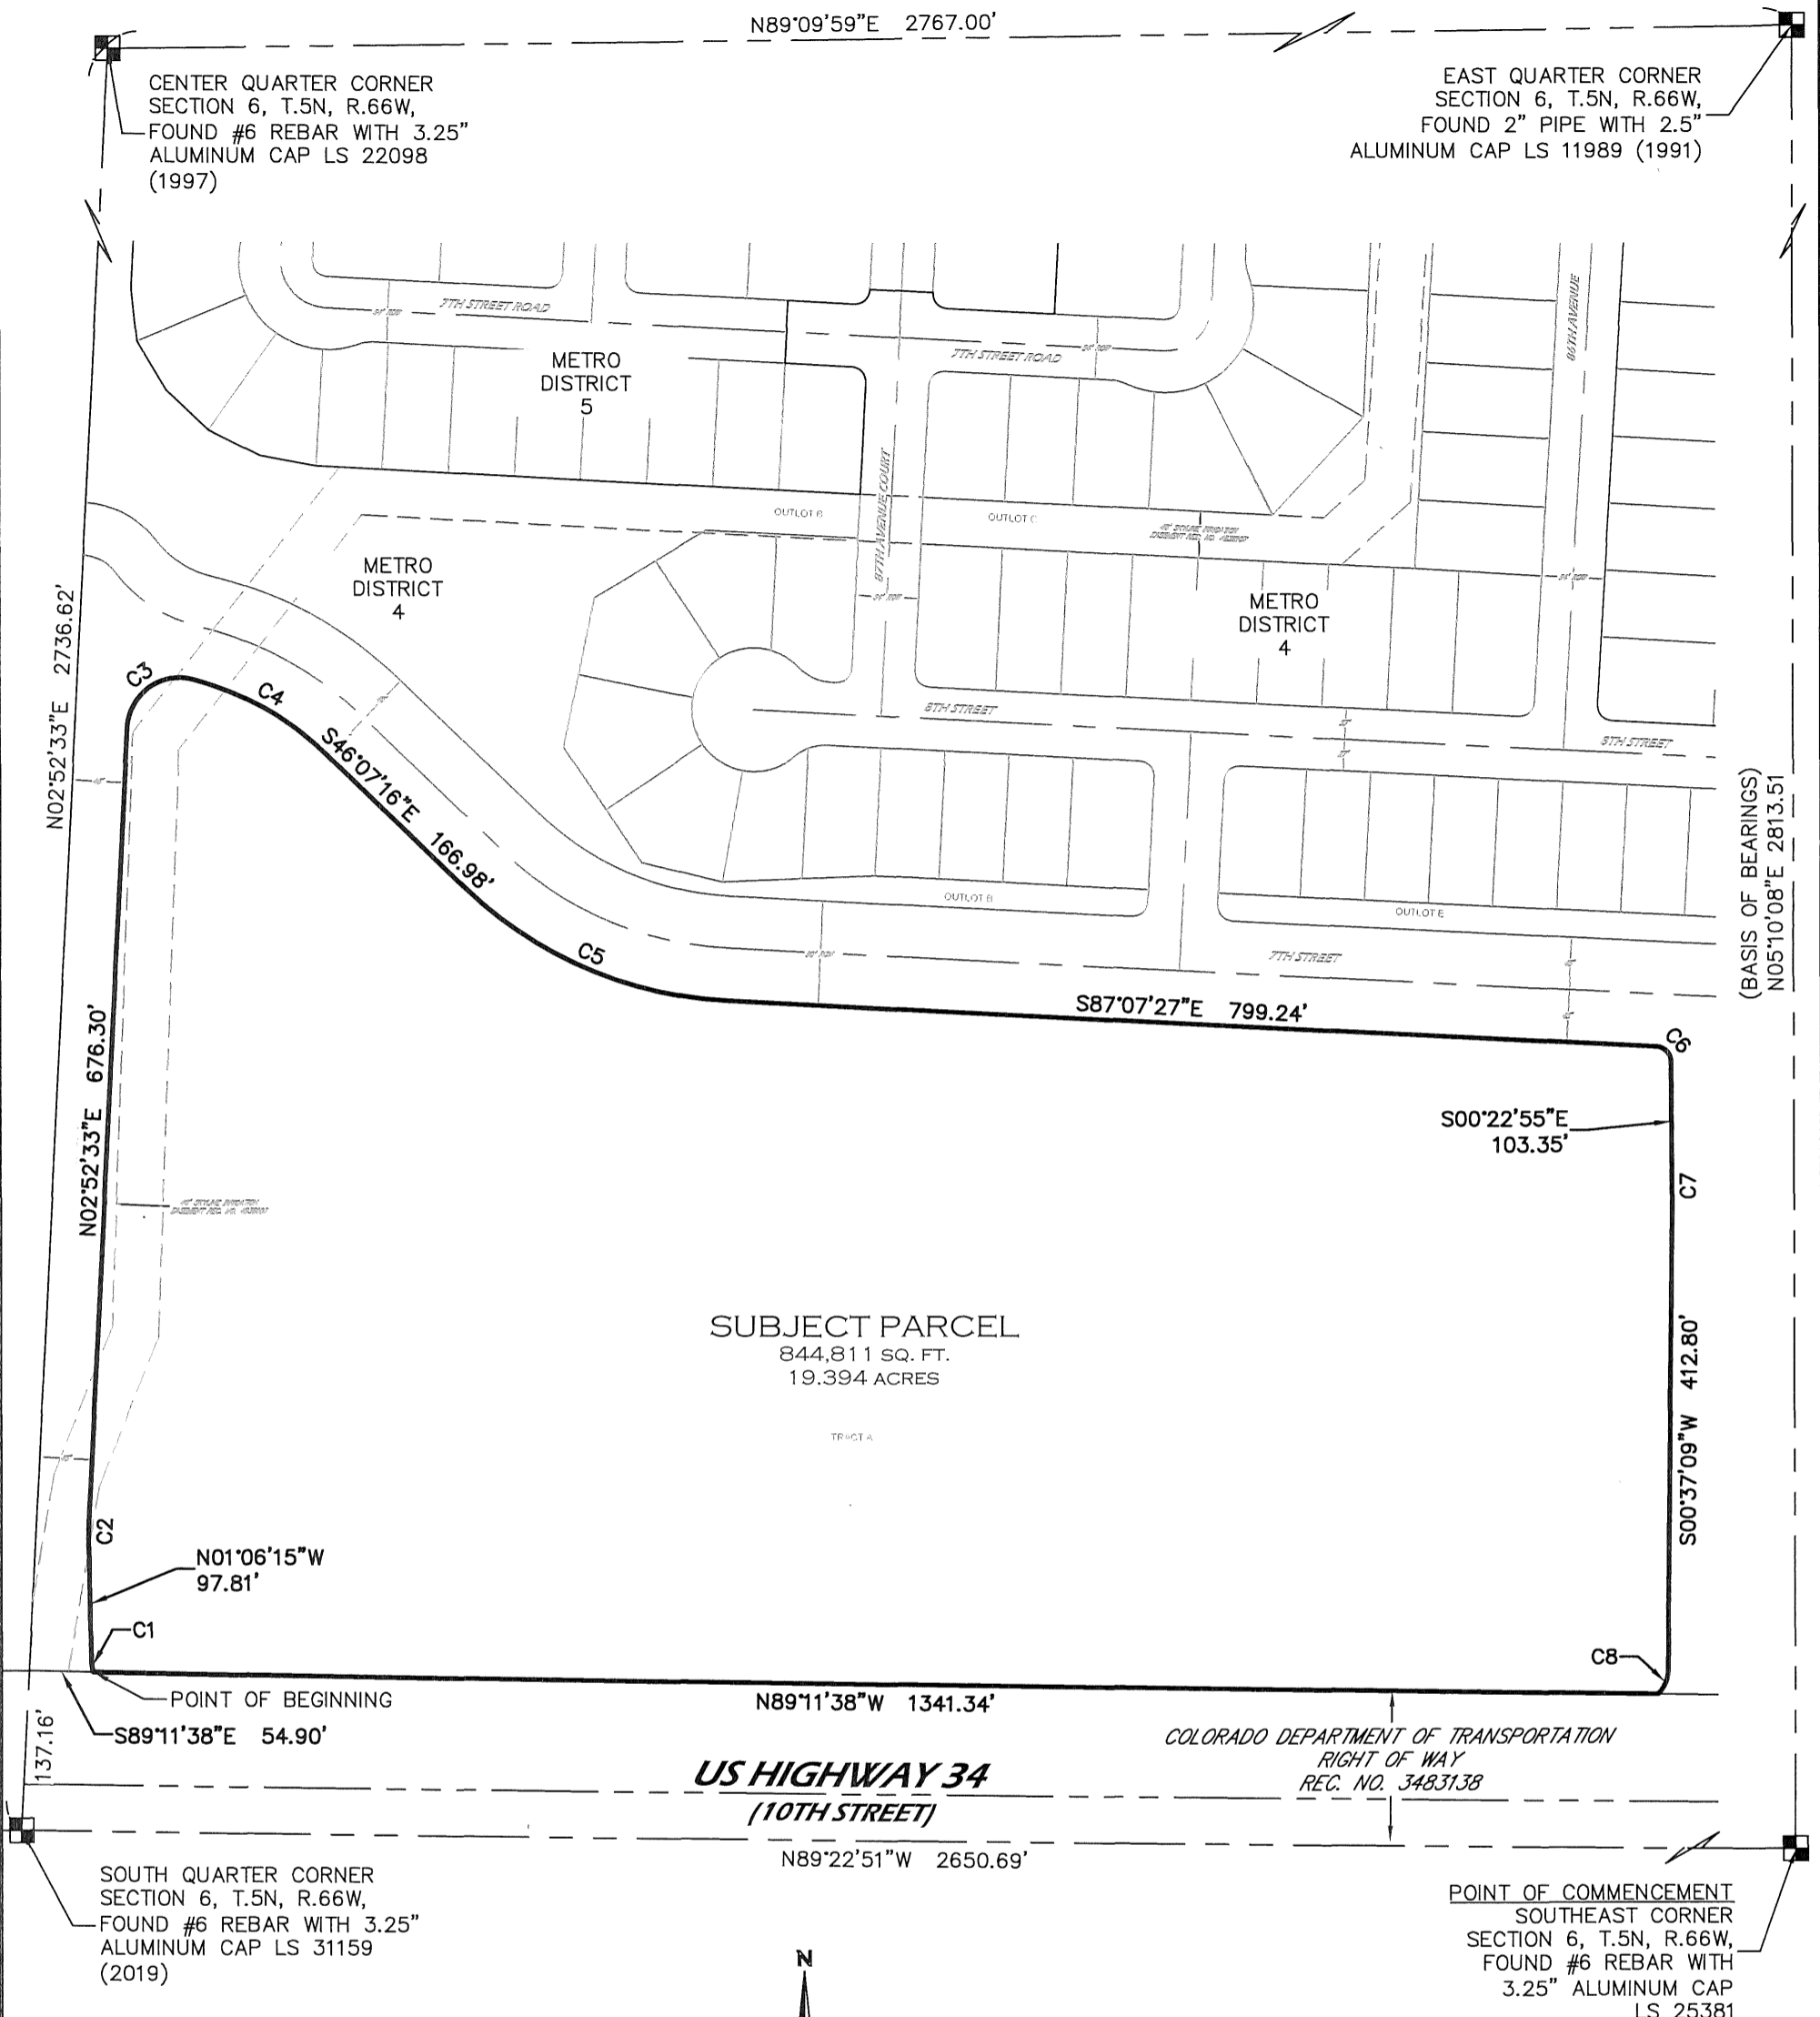 N89°09'59"E 2767.00'
CENTER QUARTER CORNER
SECTION 6, T.5N, R.66W,
FOUND #6 REBAR WITH 3.25"
ALUMINUM CAP LS 22098
(1997)
EAST QUARTER CORNER
SECTION 6, T.5N, R.66W,
FOUND 2" PIPE WITH 2.5"
ALUMINUM CAP LS 11989 (1991)
7TH STREET ROAD
METRO
DISTRICT
5
7TH STREET ROAD
86TH AVENUE
87TH AVENUE COURT
OUTLOT B
OUTLOT C
METRO
DISTRICT
4
METRO
DISTRICT
4
N02°52'33"E 2736.62'
C3
C4
S46°07'16"E 166.98'
8TH STREET
8TH STREET
(BASIS OF BEARINGS)
N05°10'08"E 2813.51
OUTLOT B
OUTLOT E
C5
7TH STREET
S87°07'27"E 799.24'
C6
N02°52'33"E 676.30'
S00°22'55"E
103.35'
C7
SUBJECT PARCEL
844,811 SQ. FT.
19.394 ACRES
TRACT A
S00°37'09"W 412.80'
C2
N01°06'15"W
97.81'
C1
C8
POINT OF BEGINNING
N89°11'38"W 1341.34'
S89°11'38"E 54.90'
137.16'
COLORADO DEPARTMENT OF TRANSPORTATION
RIGHT OF WAY
REC. NO. 3483138
US HIGHWAY 34
(10TH STREET)
N89°22'51"W 2650.69'
SOUTH QUARTER CORNER
SECTION 6, T.5N, R.66W,
FOUND #6 REBAR WITH 3.25"
ALUMINUM CAP LS 31159
(2019)
POINT OF COMMENCEMENT
SOUTHEAST CORNER
SECTION 6, T.5N, R.66W,
FOUND #6 REBAR WITH
3.25" ALUMINUM CAP
LS 25381
N